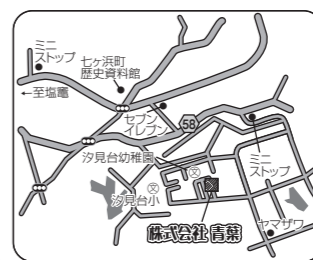 ミニ
ストップ
七ヶ浜町
歴史資料館
←至塩竈
セブン
イレブン
58
汐見台幼稚園
文
ミニ
ストップ
文
汐見台小
ヤマザワ
株式会社 青葉